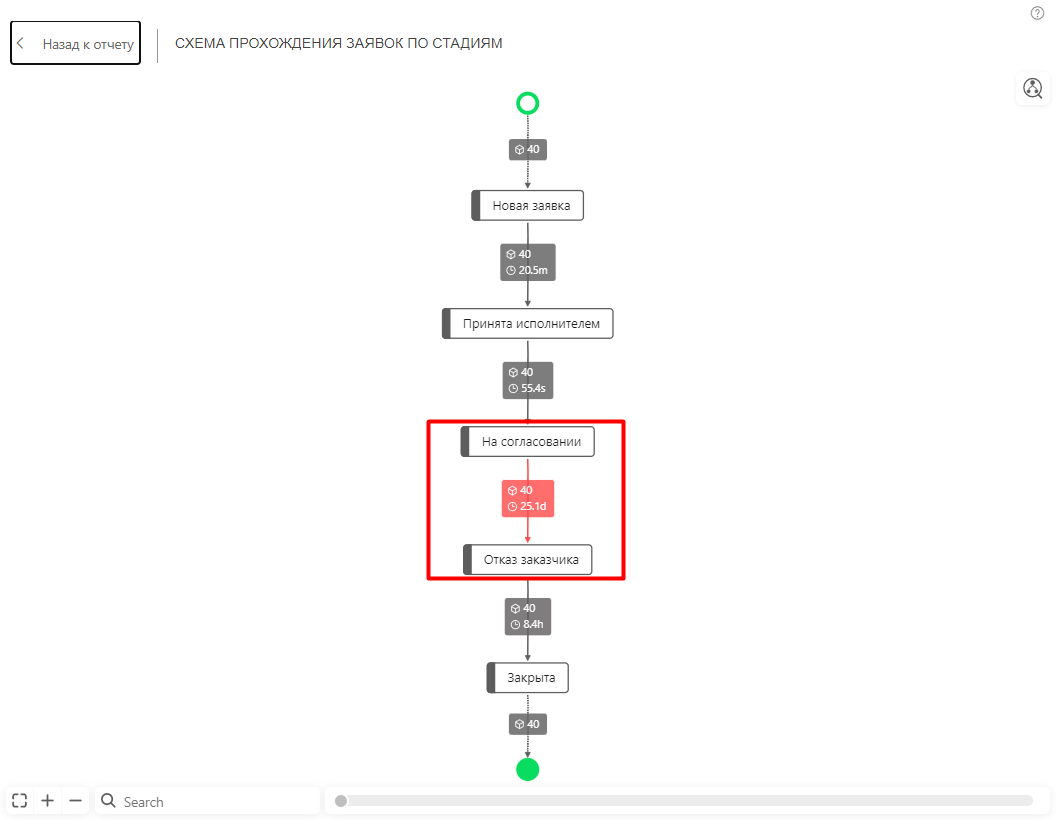 Назад к отчету
СХЕМА ПРОХОЖДЕНИЯ ЗАЯВОК ПО СТАДИЯМ
40
Новая заявка
40
20.5m
Принята исполнителем
40
55.4s
На согласовании
40
25.1d
Отказ заказчика
40
8.4h
Закрыта
40
Search